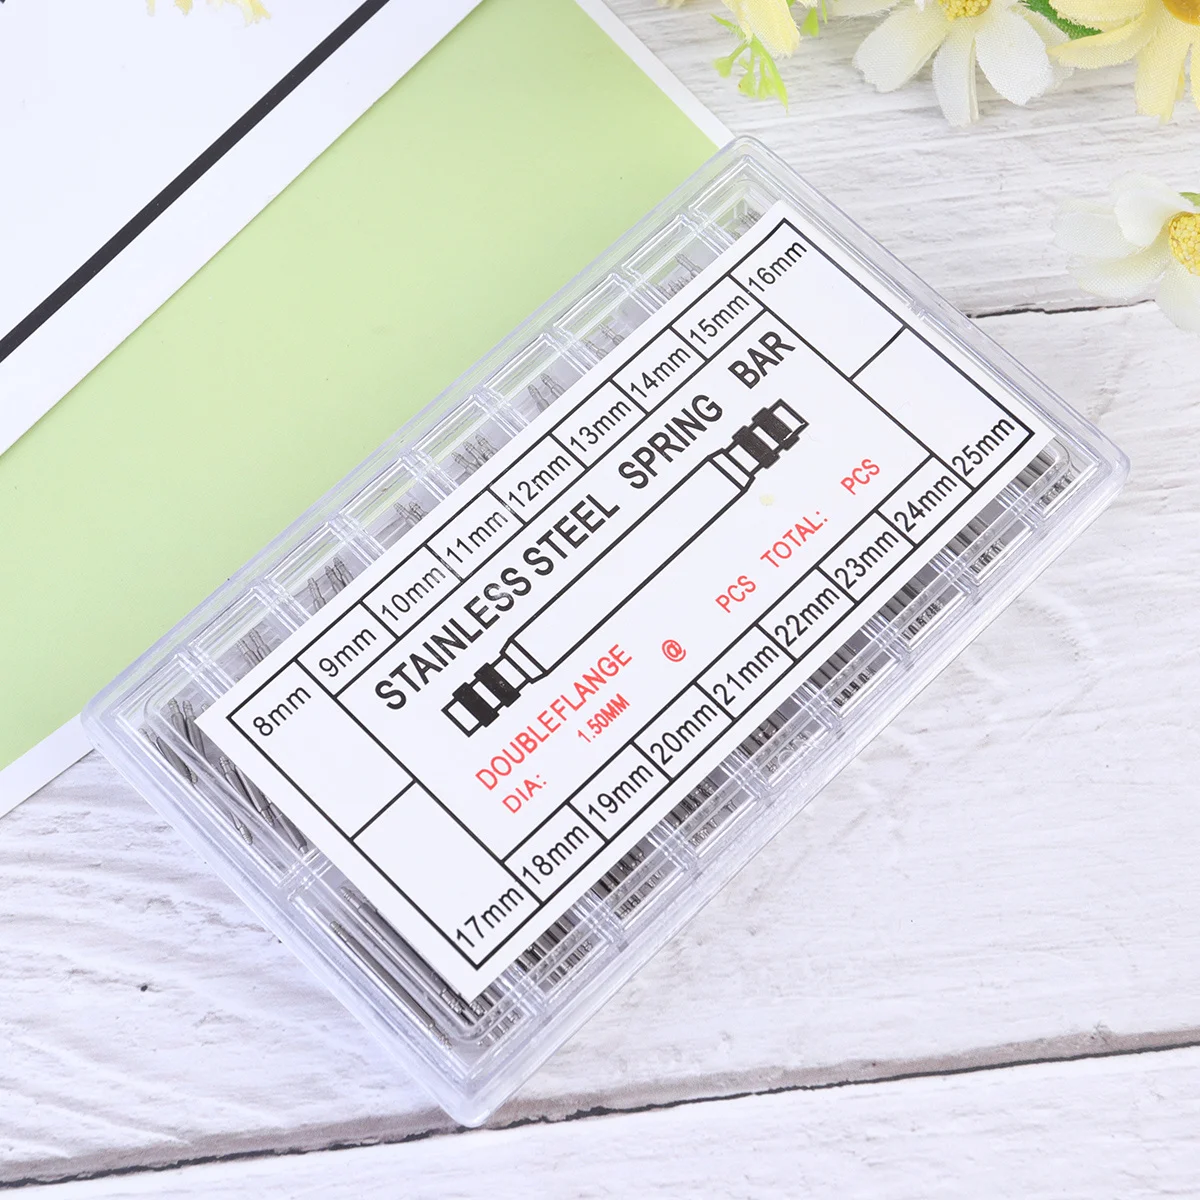 8mm 9mm 10mm 11mm 12mm 13mm 14mm 15mm 16mm
STAINLESS STEEL SPRING BAR
DOUBLEFLANGE @ PCS TOTAL: PCS
DIA: 1.50MM
17mm 18mm 19mm 20mm 21mm 22mm 23mm 24mm 25mm